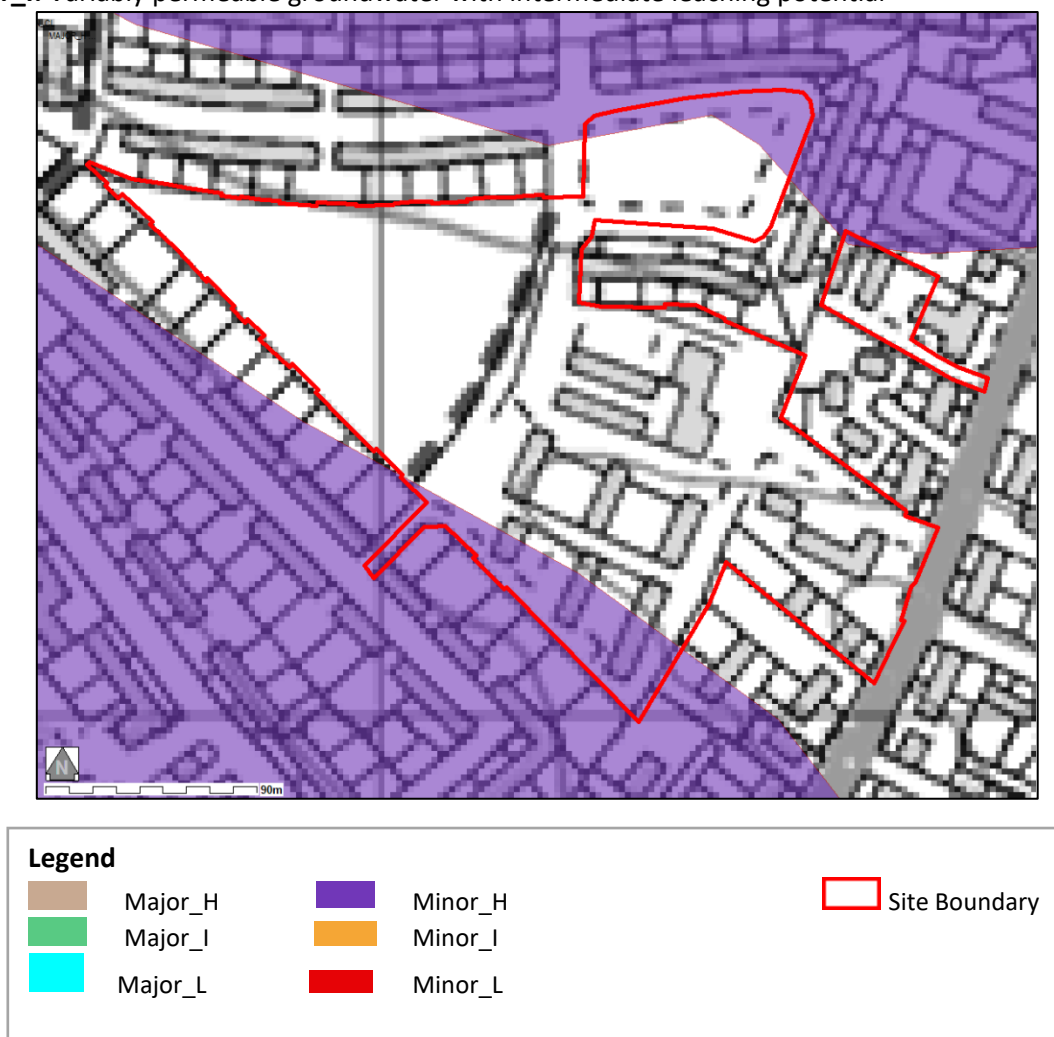 variably permeable groundwater with intermediate leaching potential
N
90m
Legend
Major_H
Minor_H
Site Boundary
Major_I
Minor_I
Major_L
Minor_L